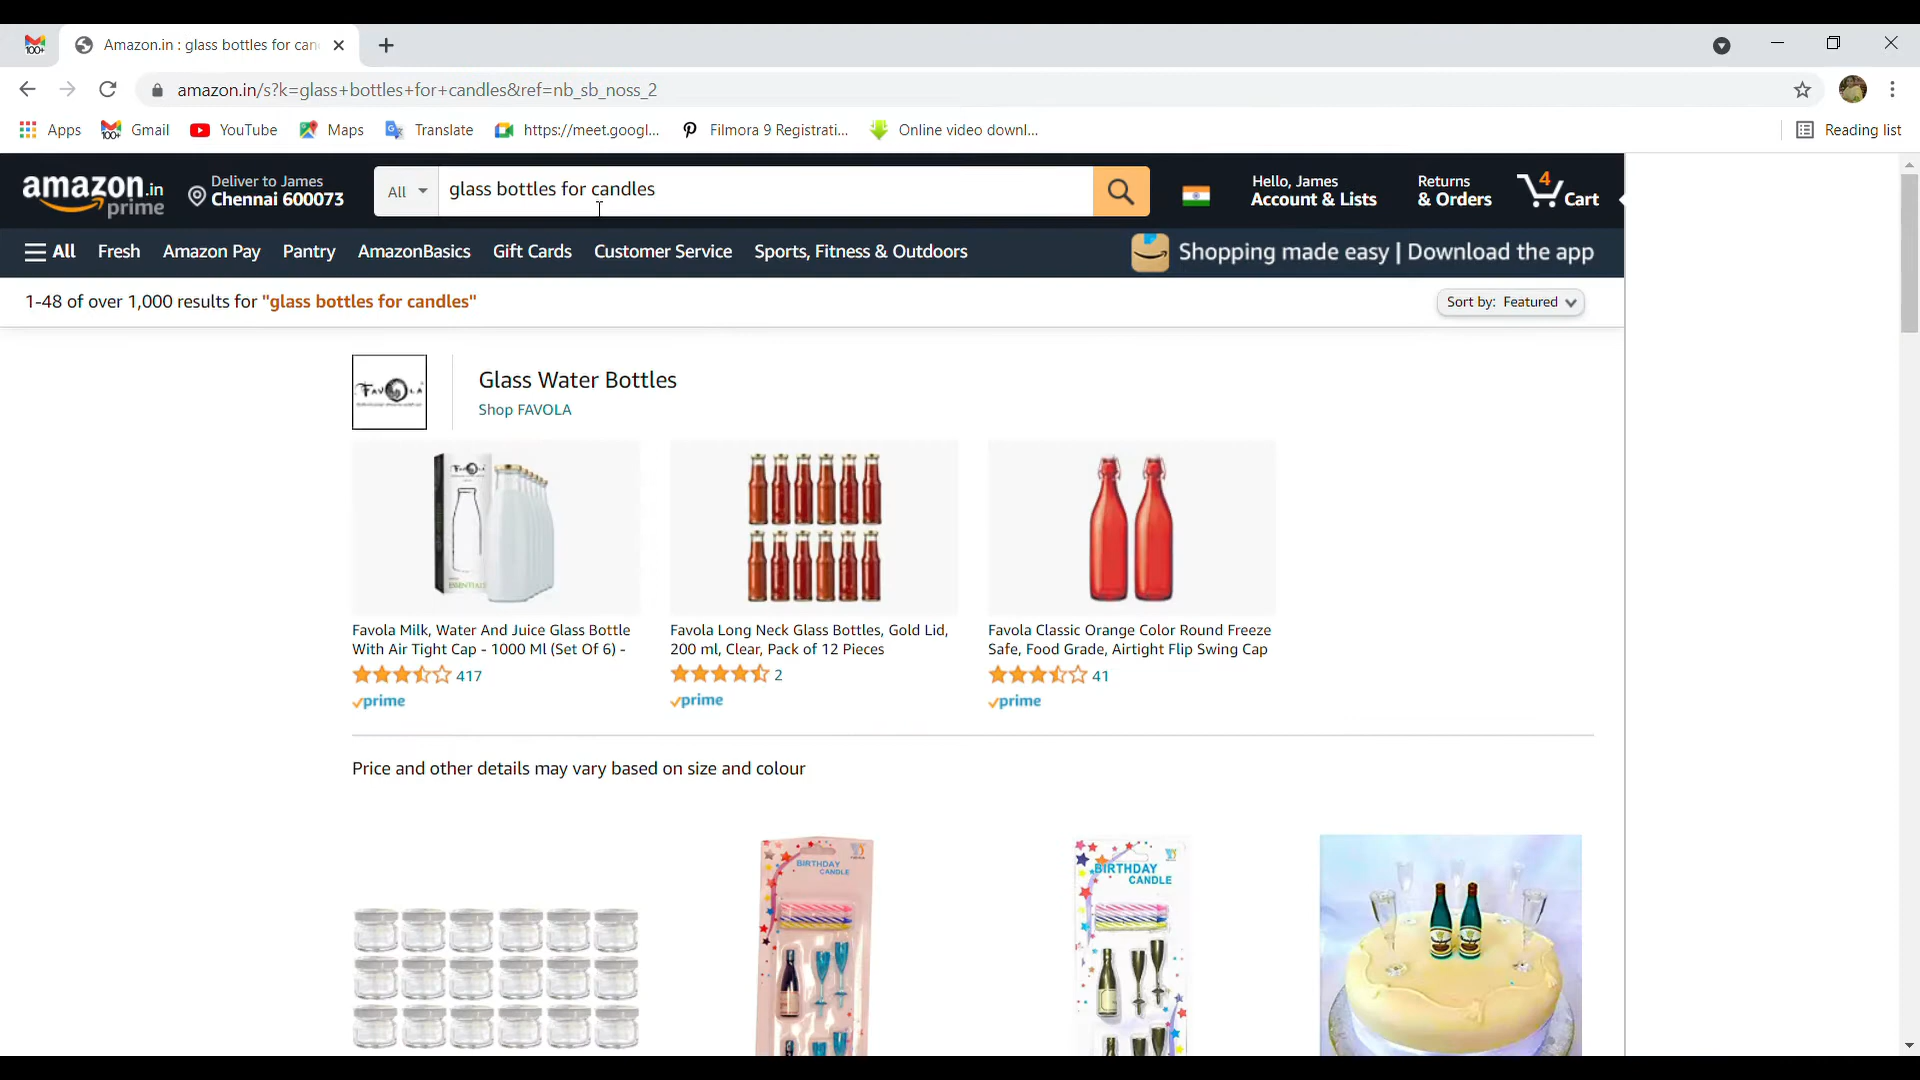 100+
Amazon.in : glass bottles for can
amazon.in/s?k=glass+bottles+for+candles&ref=nb_sb_noss_2
Apps
100+
Gmail
YouTube
Maps
Translate
https://meet.googl...
Filmora 9 Registrati...
Online video downl...
Reading list
amazon.in
prime
Deliver to James
Chennai 600073
All
glass bottles for candles
Hello, James
Account & Lists
Returns
& Orders
4
Cart
All
Fresh
Amazon Pay
Pantry
AmazonBasics
Gift Cards
Customer Service
Sports, Fitness & Outdoors
Shopping made easy | Download the app
1-48 of over 1,000 results for "glass bottles for candles"
Sort by: Featured
FAVOLA
Glass Water Bottles
Shop FAVOLA
Favola Milk, Water And Juice Glass Bottle
With Air Tight Cap - 1000 Ml (Set Of 6) -
417
prime
Favola Long Neck Glass Bottles, Gold Lid,
200 ml, Clear, Pack of 12 Pieces
2
prime
Favola Classic Orange Color Round Freeze
Safe, Food Grade, Airtight Flip Swing Cap
41
prime
Price and other details may vary based on size and colour
BIRTHDAY
CANDLE
BIRTHDAY
CANDLE